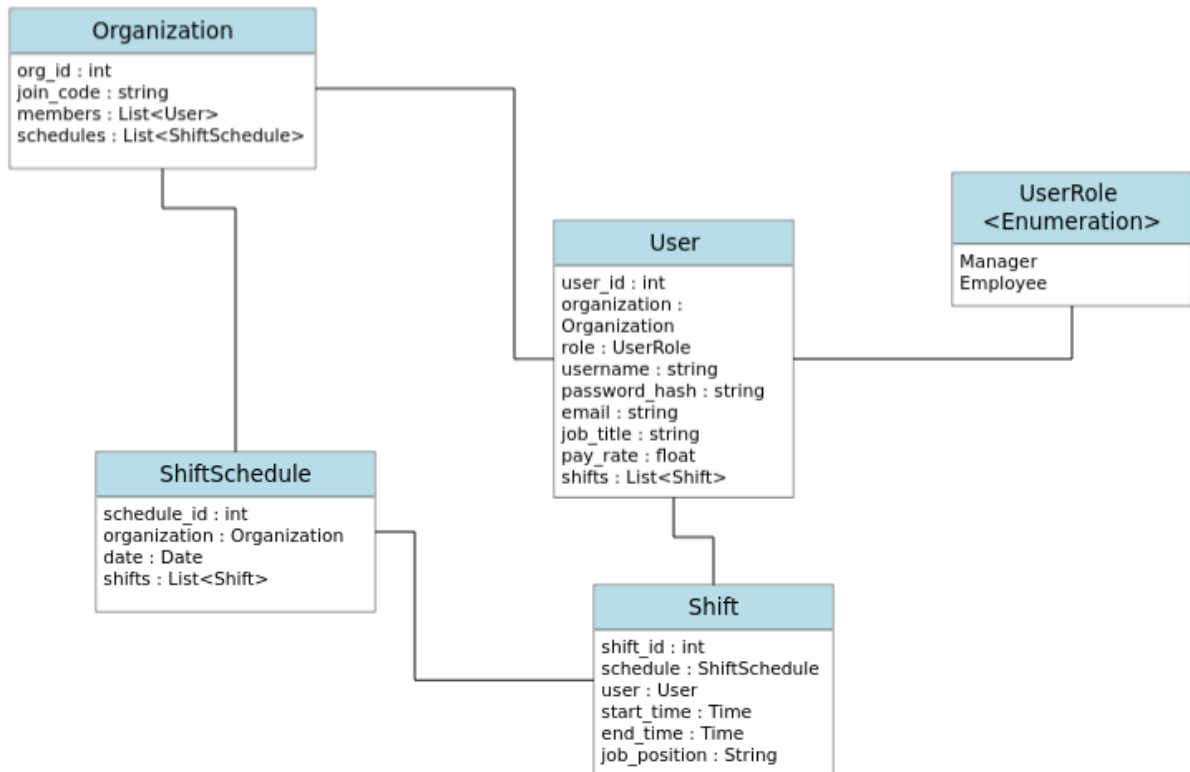 Organization
org_id : int
join_code : string
members : List<User>
schedules : List<ShiftSchedule>
UserRole
<Enumeration>
Manager
Employee
User
user_id : int
organization :
Organization
role : UserRole
username : string
password_hash : string
email : string
job_title : string
pay_rate : float
shifts : List<Shift>
ShiftSchedule
schedule_id : int
organization : Organization
date : Date
shifts : List<Shift>
Shift
shift_id : int
schedule : ShiftSchedule
user : User
start_time : Time
end_time : Time
job_position : String